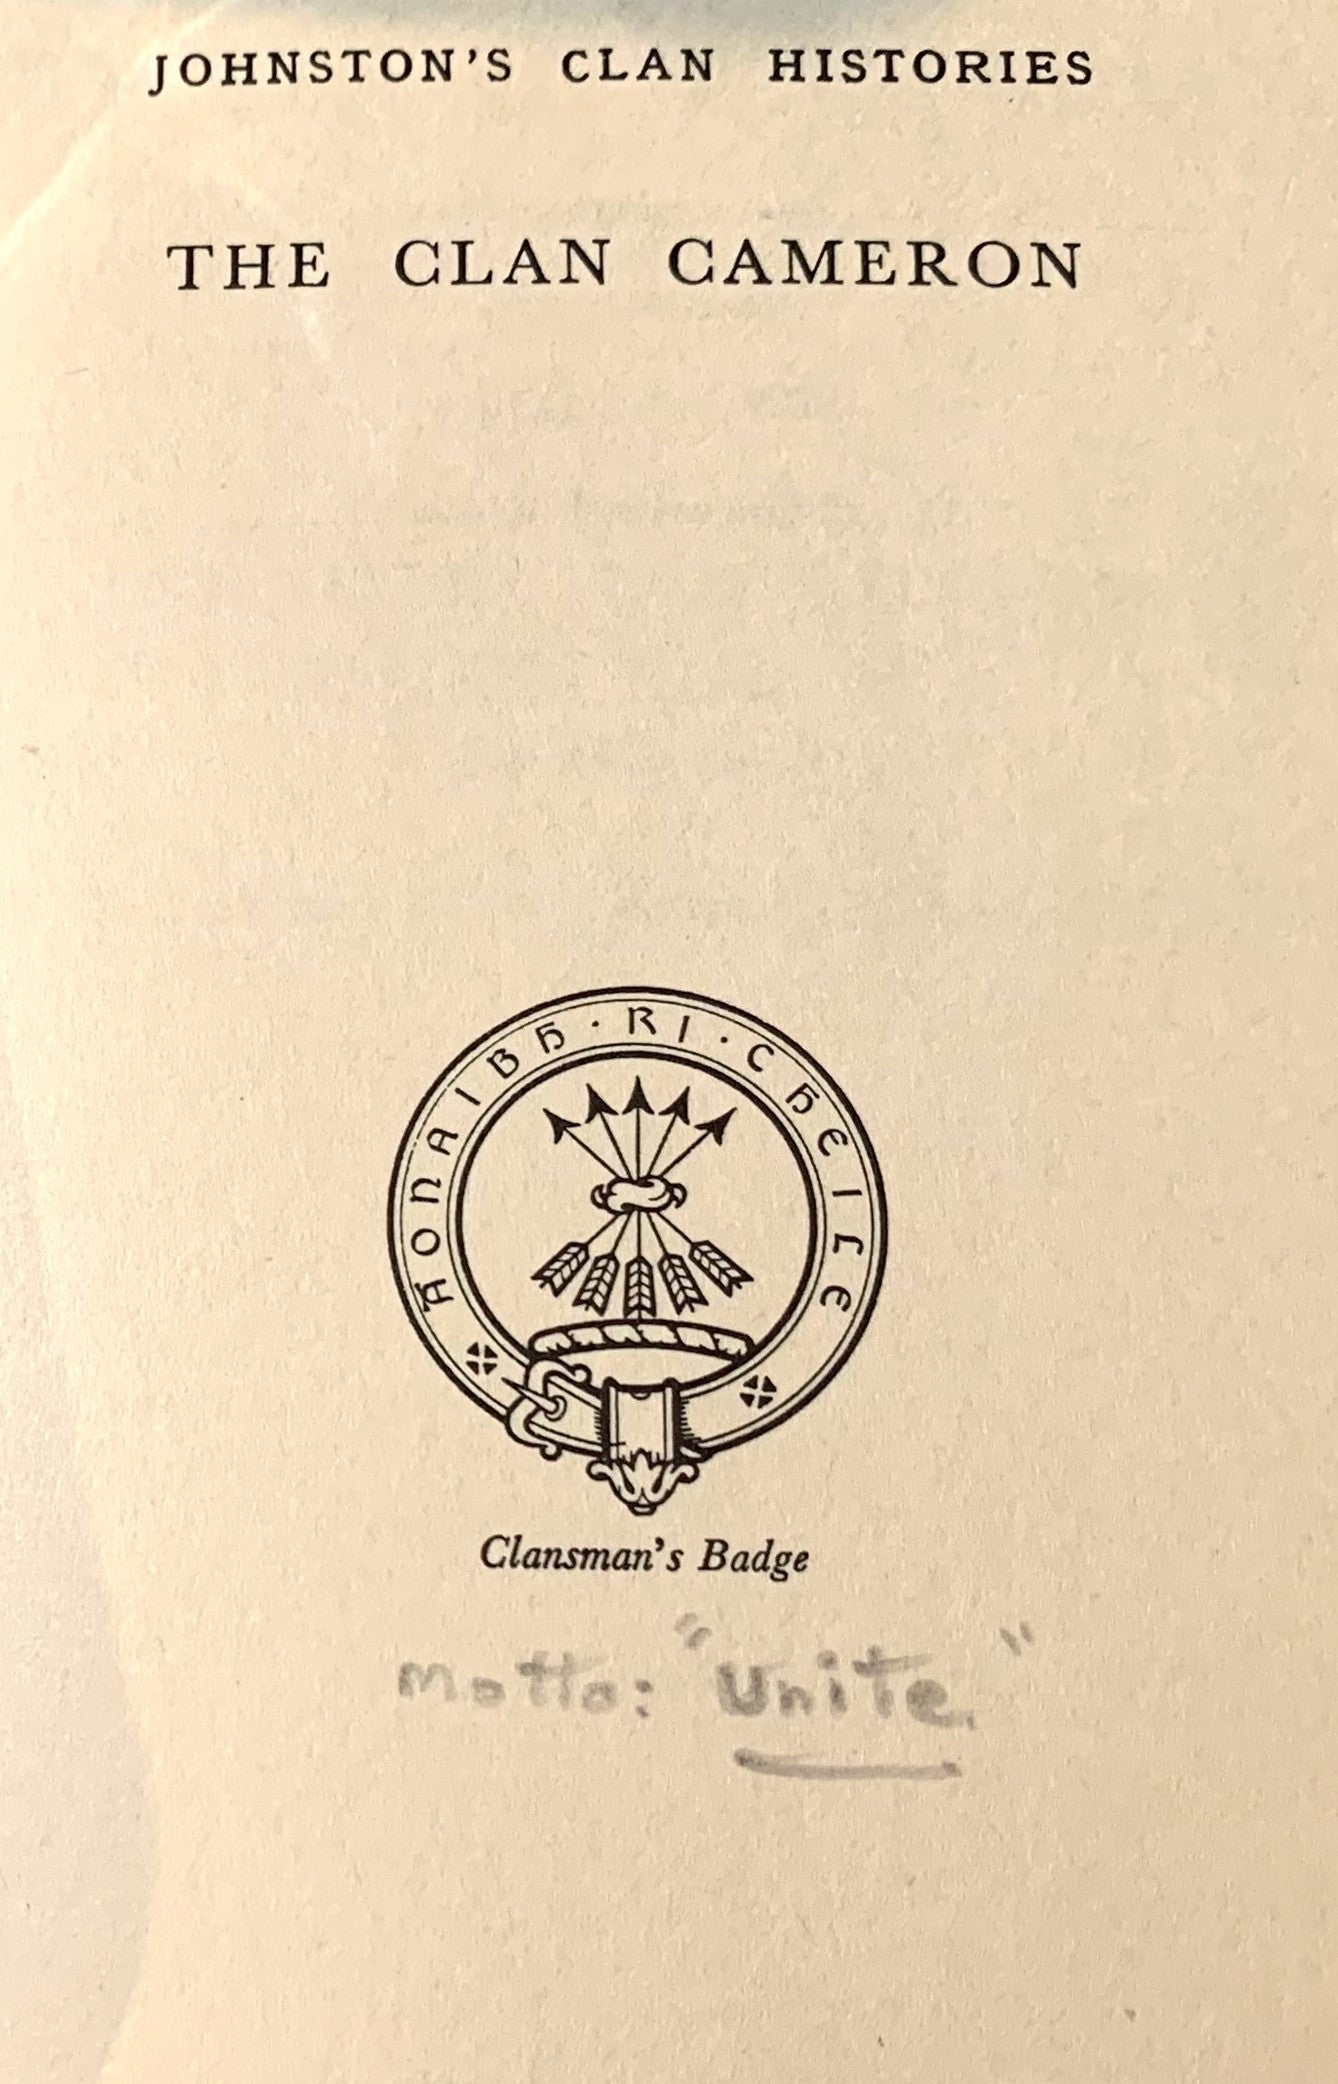 JOHNSTON'S CLAN HISTORIES
THE CLAN CAMERON
AONAIBH · RI · CHEILE
Clansman's Badge
Motto: "Unite."